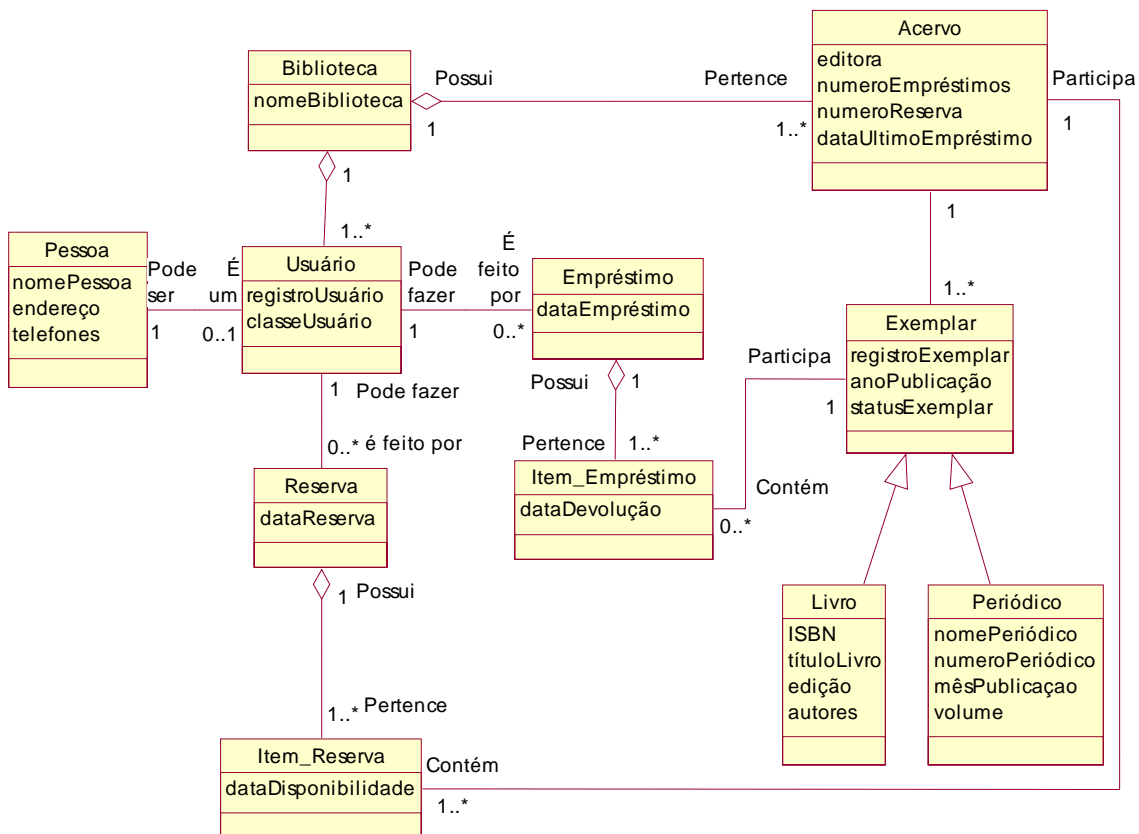 Acervo
editora
numeroEmpréstimos
numeroReserva
dataUltimoEmpréstimo
Biblioteca
nomeBiblioteca
Possui
1
Pertence
1..*
Participa
1
1
1..*
1
1..*
Pessoa
nomePessoa
endereço
telefones
Pode
ser
1
É
um
0..1
Usuário
registroUsuário
classeUsuário
Pode
fazer
1
É
feito
por
0..*
Empréstimo
dataEmpréstimo
Exemplar
registroExemplar
anoPublicação
statusExemplar
Participa
1
Possui
1
1
Pode fazer
0..*
é feito por
Pertence
1..*
Item_Empréstimo
dataDevolução
Contém
0..*
Reserva
dataReserva
1
Possui
Livro
ISBN
títuloLivro
edição
autores
Periódico
nomePeriódico
numeroPeriódico
mêsPublicaçao
volume
1..*
Pertence
Item_Reserva
dataDisponibilidade
Contém
1..*